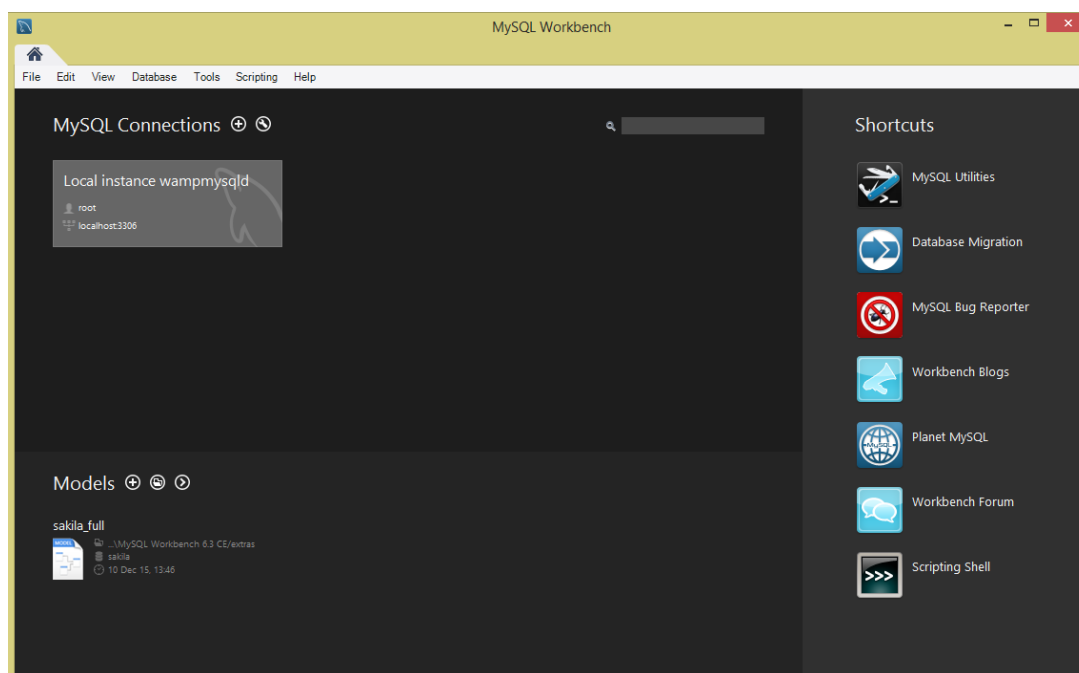 MySQL Workbench
File Edit View Database Tools Scripting Help
MySQL Connections
Local instance wampmysqld
root
localhost:3306
Models
sakila_full
MODEL
...\MySQL Workbench 6.3 CE/extras
sakila
10 Dec 15, 13:46
Shortcuts
MySQL Utilities
Database Migration
MySQL Bug Reporter
Workbench Blogs
MySQL
Planet MySQL
Workbench Forum
>>>
Scripting Shell